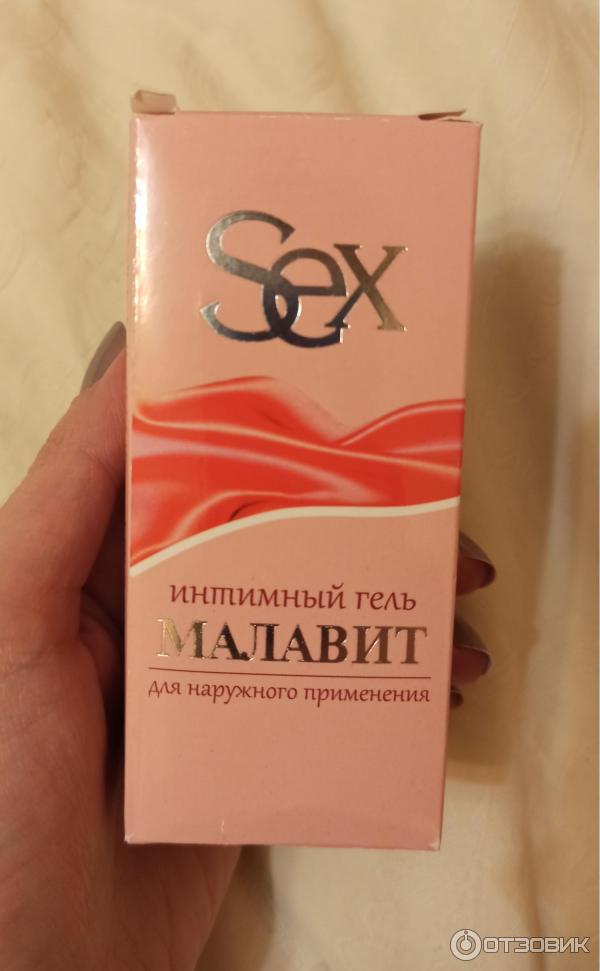 Sex
интимный гель
МАЛАВИТ
для наружного применения
ОТЗОВИК